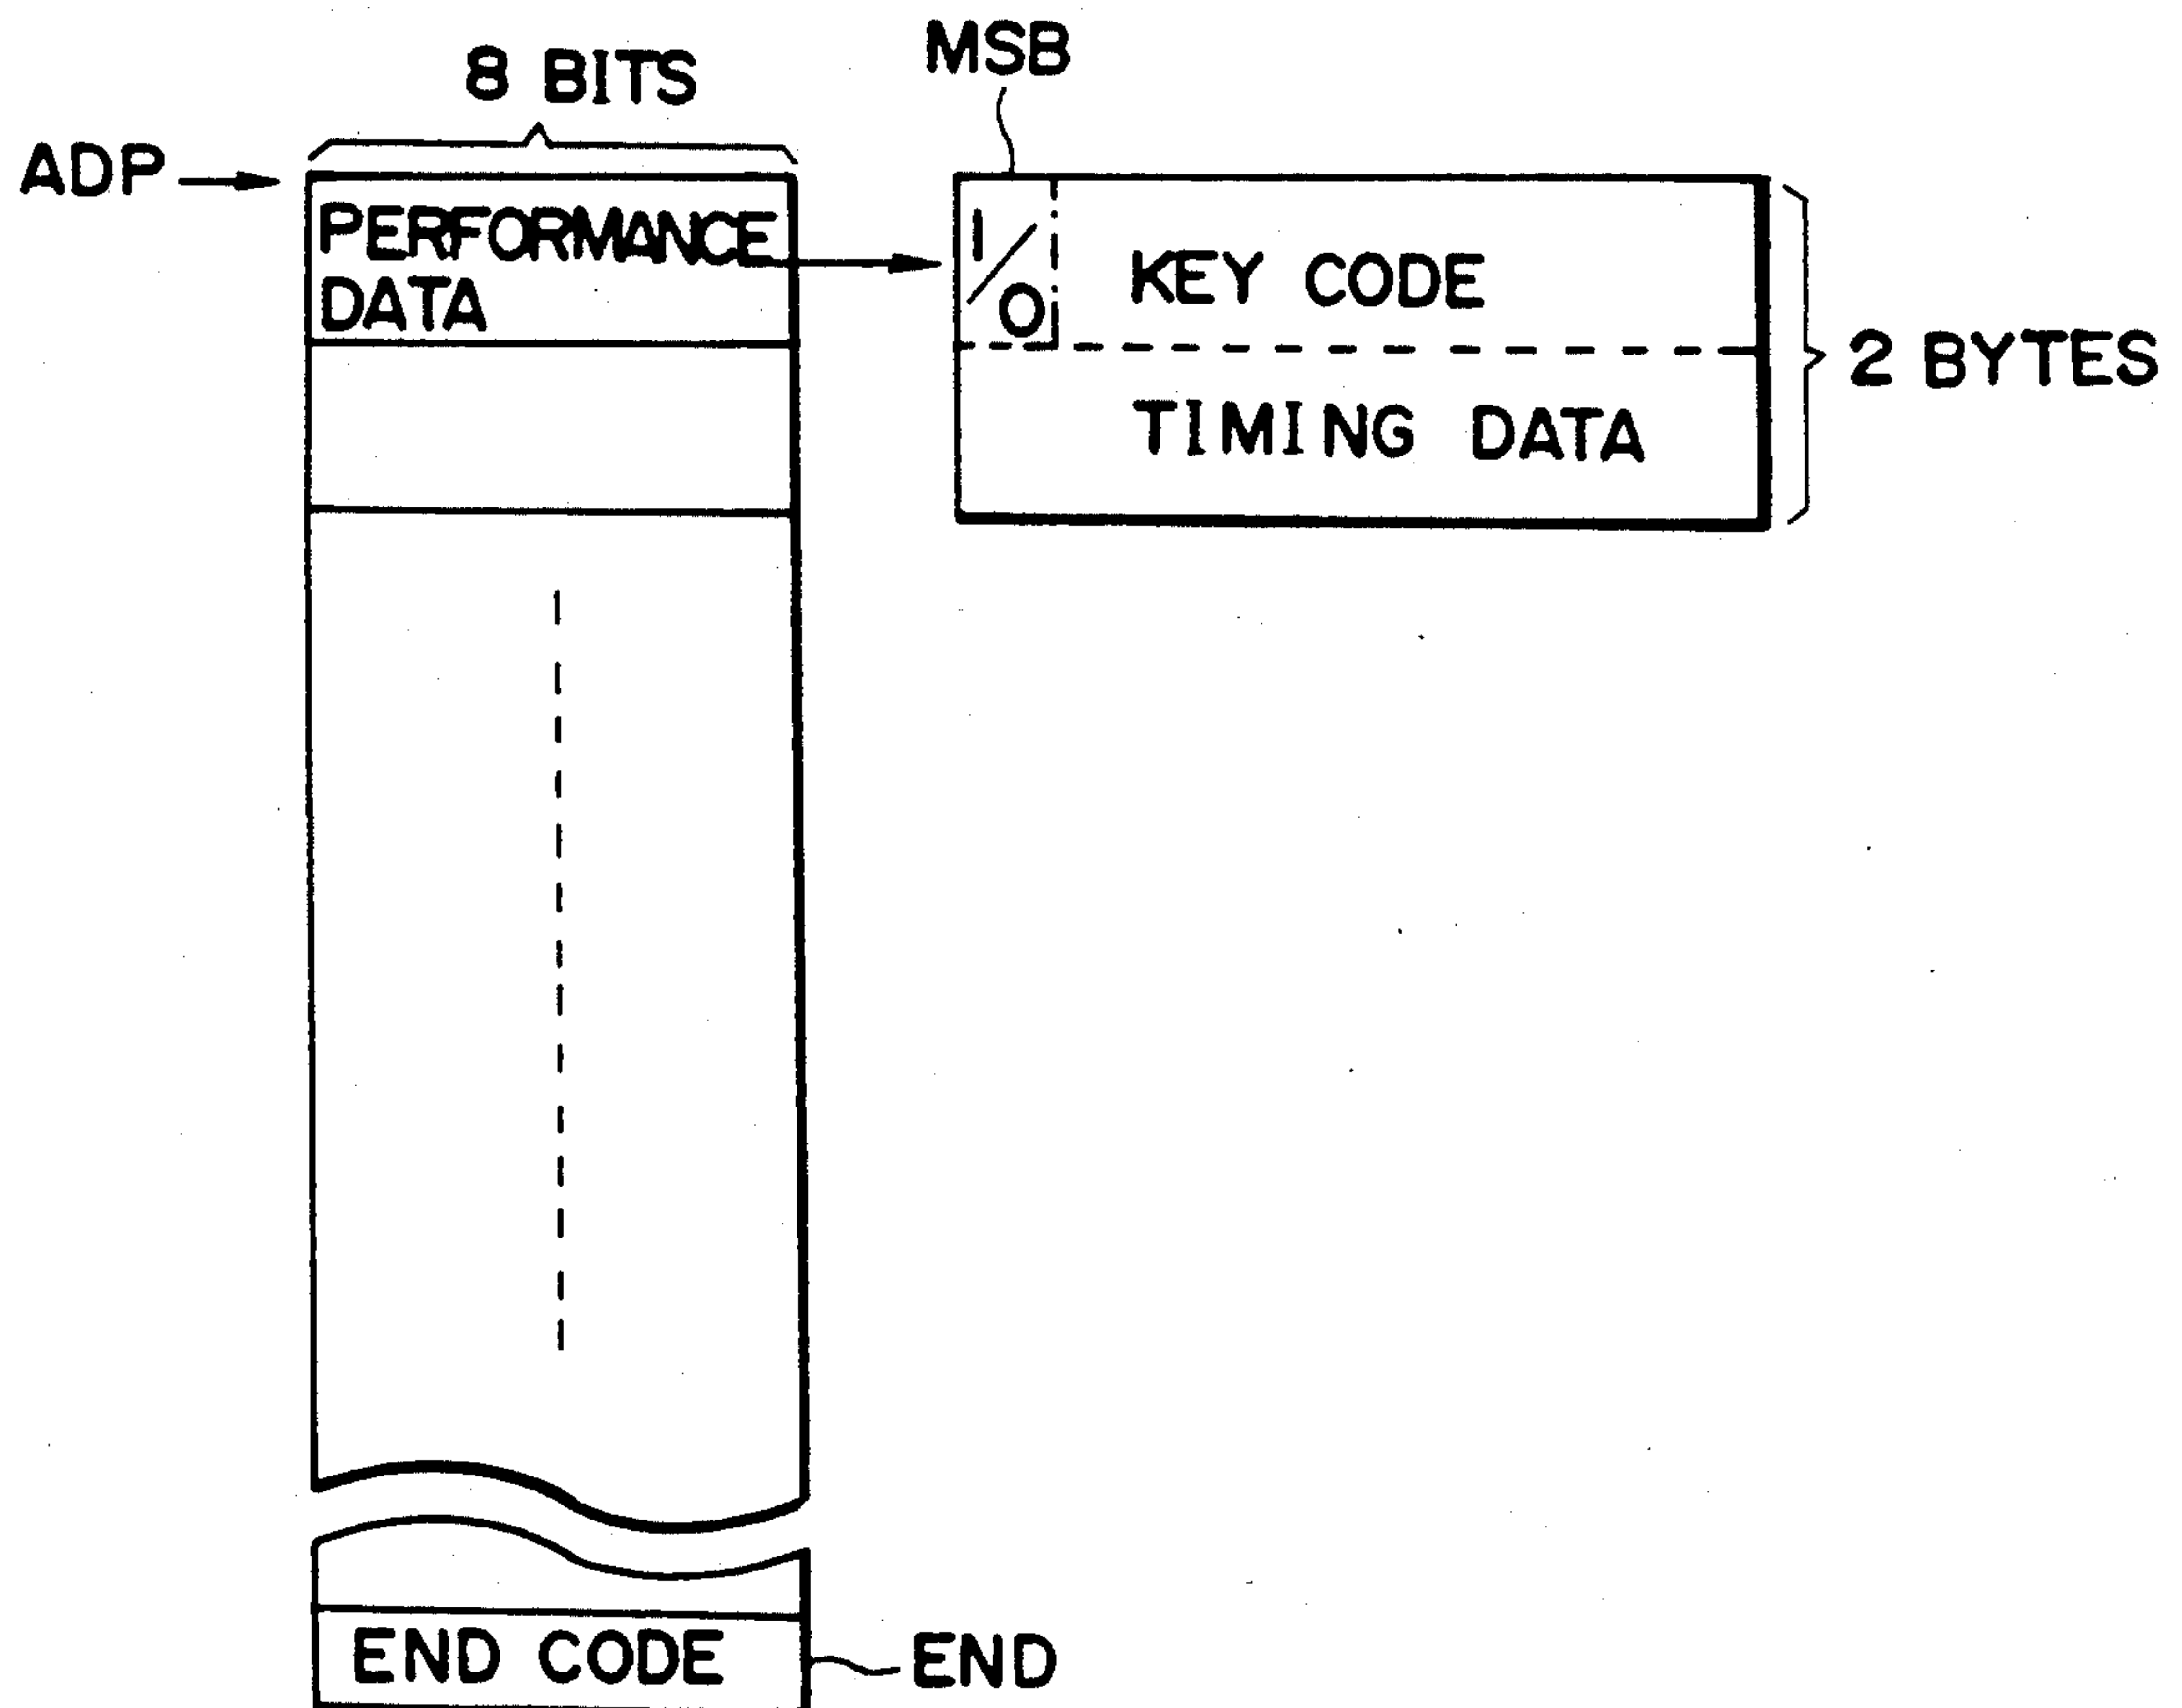 8 BITS
MSB
ADP
PERFORMANCE
DATA
1/0
KEY CODE
TIMING DATA
2 BYTES
END CODE
END